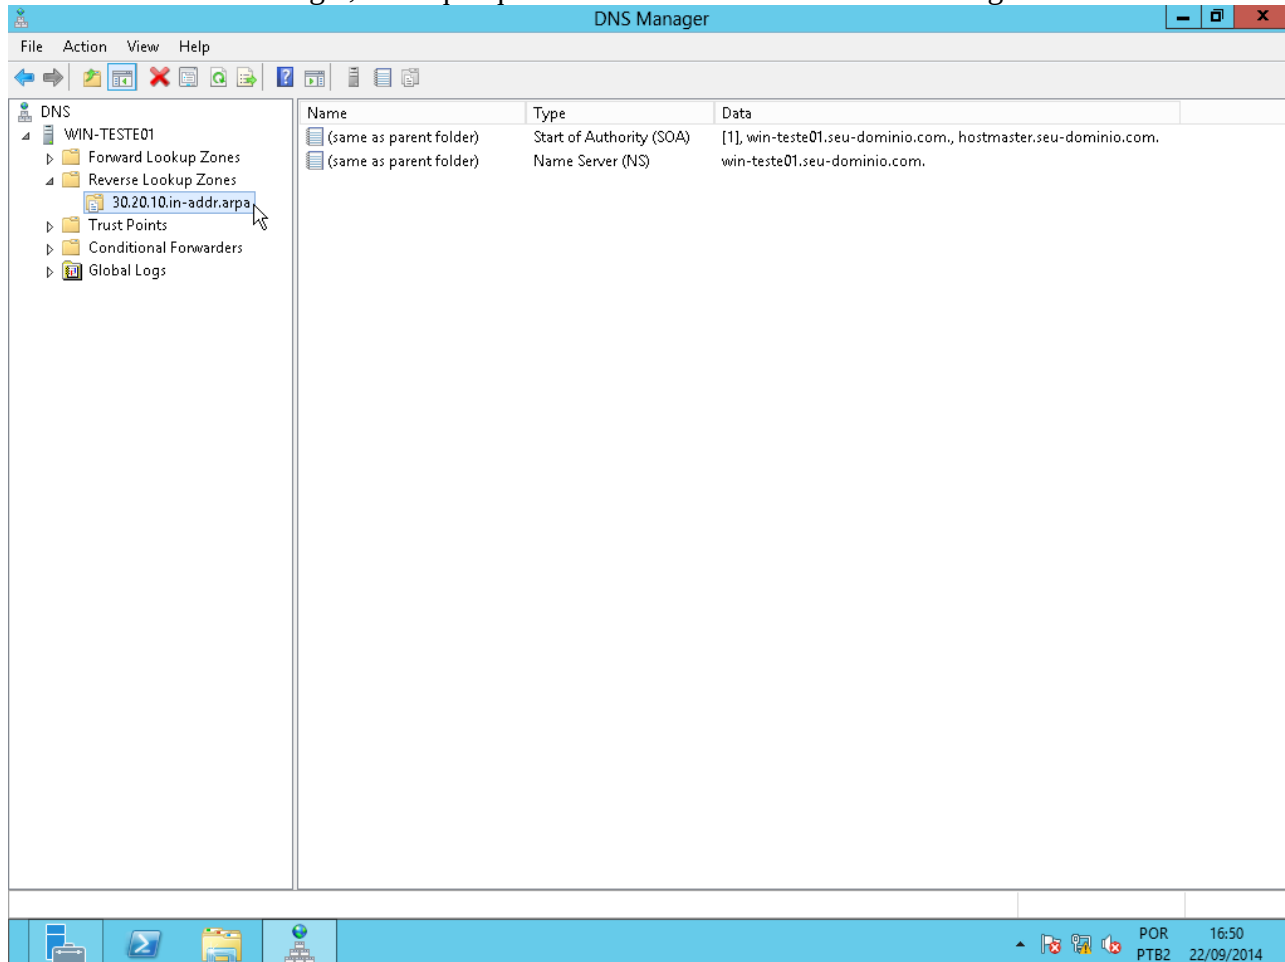 DNS Manager
File Action View Help
DNS
WIN-TESTE01
Forward Lookup Zones
Reverse Lookup Zones
30.20.10.in-addr.arpa
Trust Points
Conditional Forwarders
Global Logs
Name Type Data
(same as parent folder) Start of Authority (SOA) [1], win-teste01.seu-dominio.com., hostmaster.seu-dominio.com.
(same as parent folder) Name Server (NS) win-teste01.seu-dominio.com.
POR 16:50
PTB2 22/09/2014